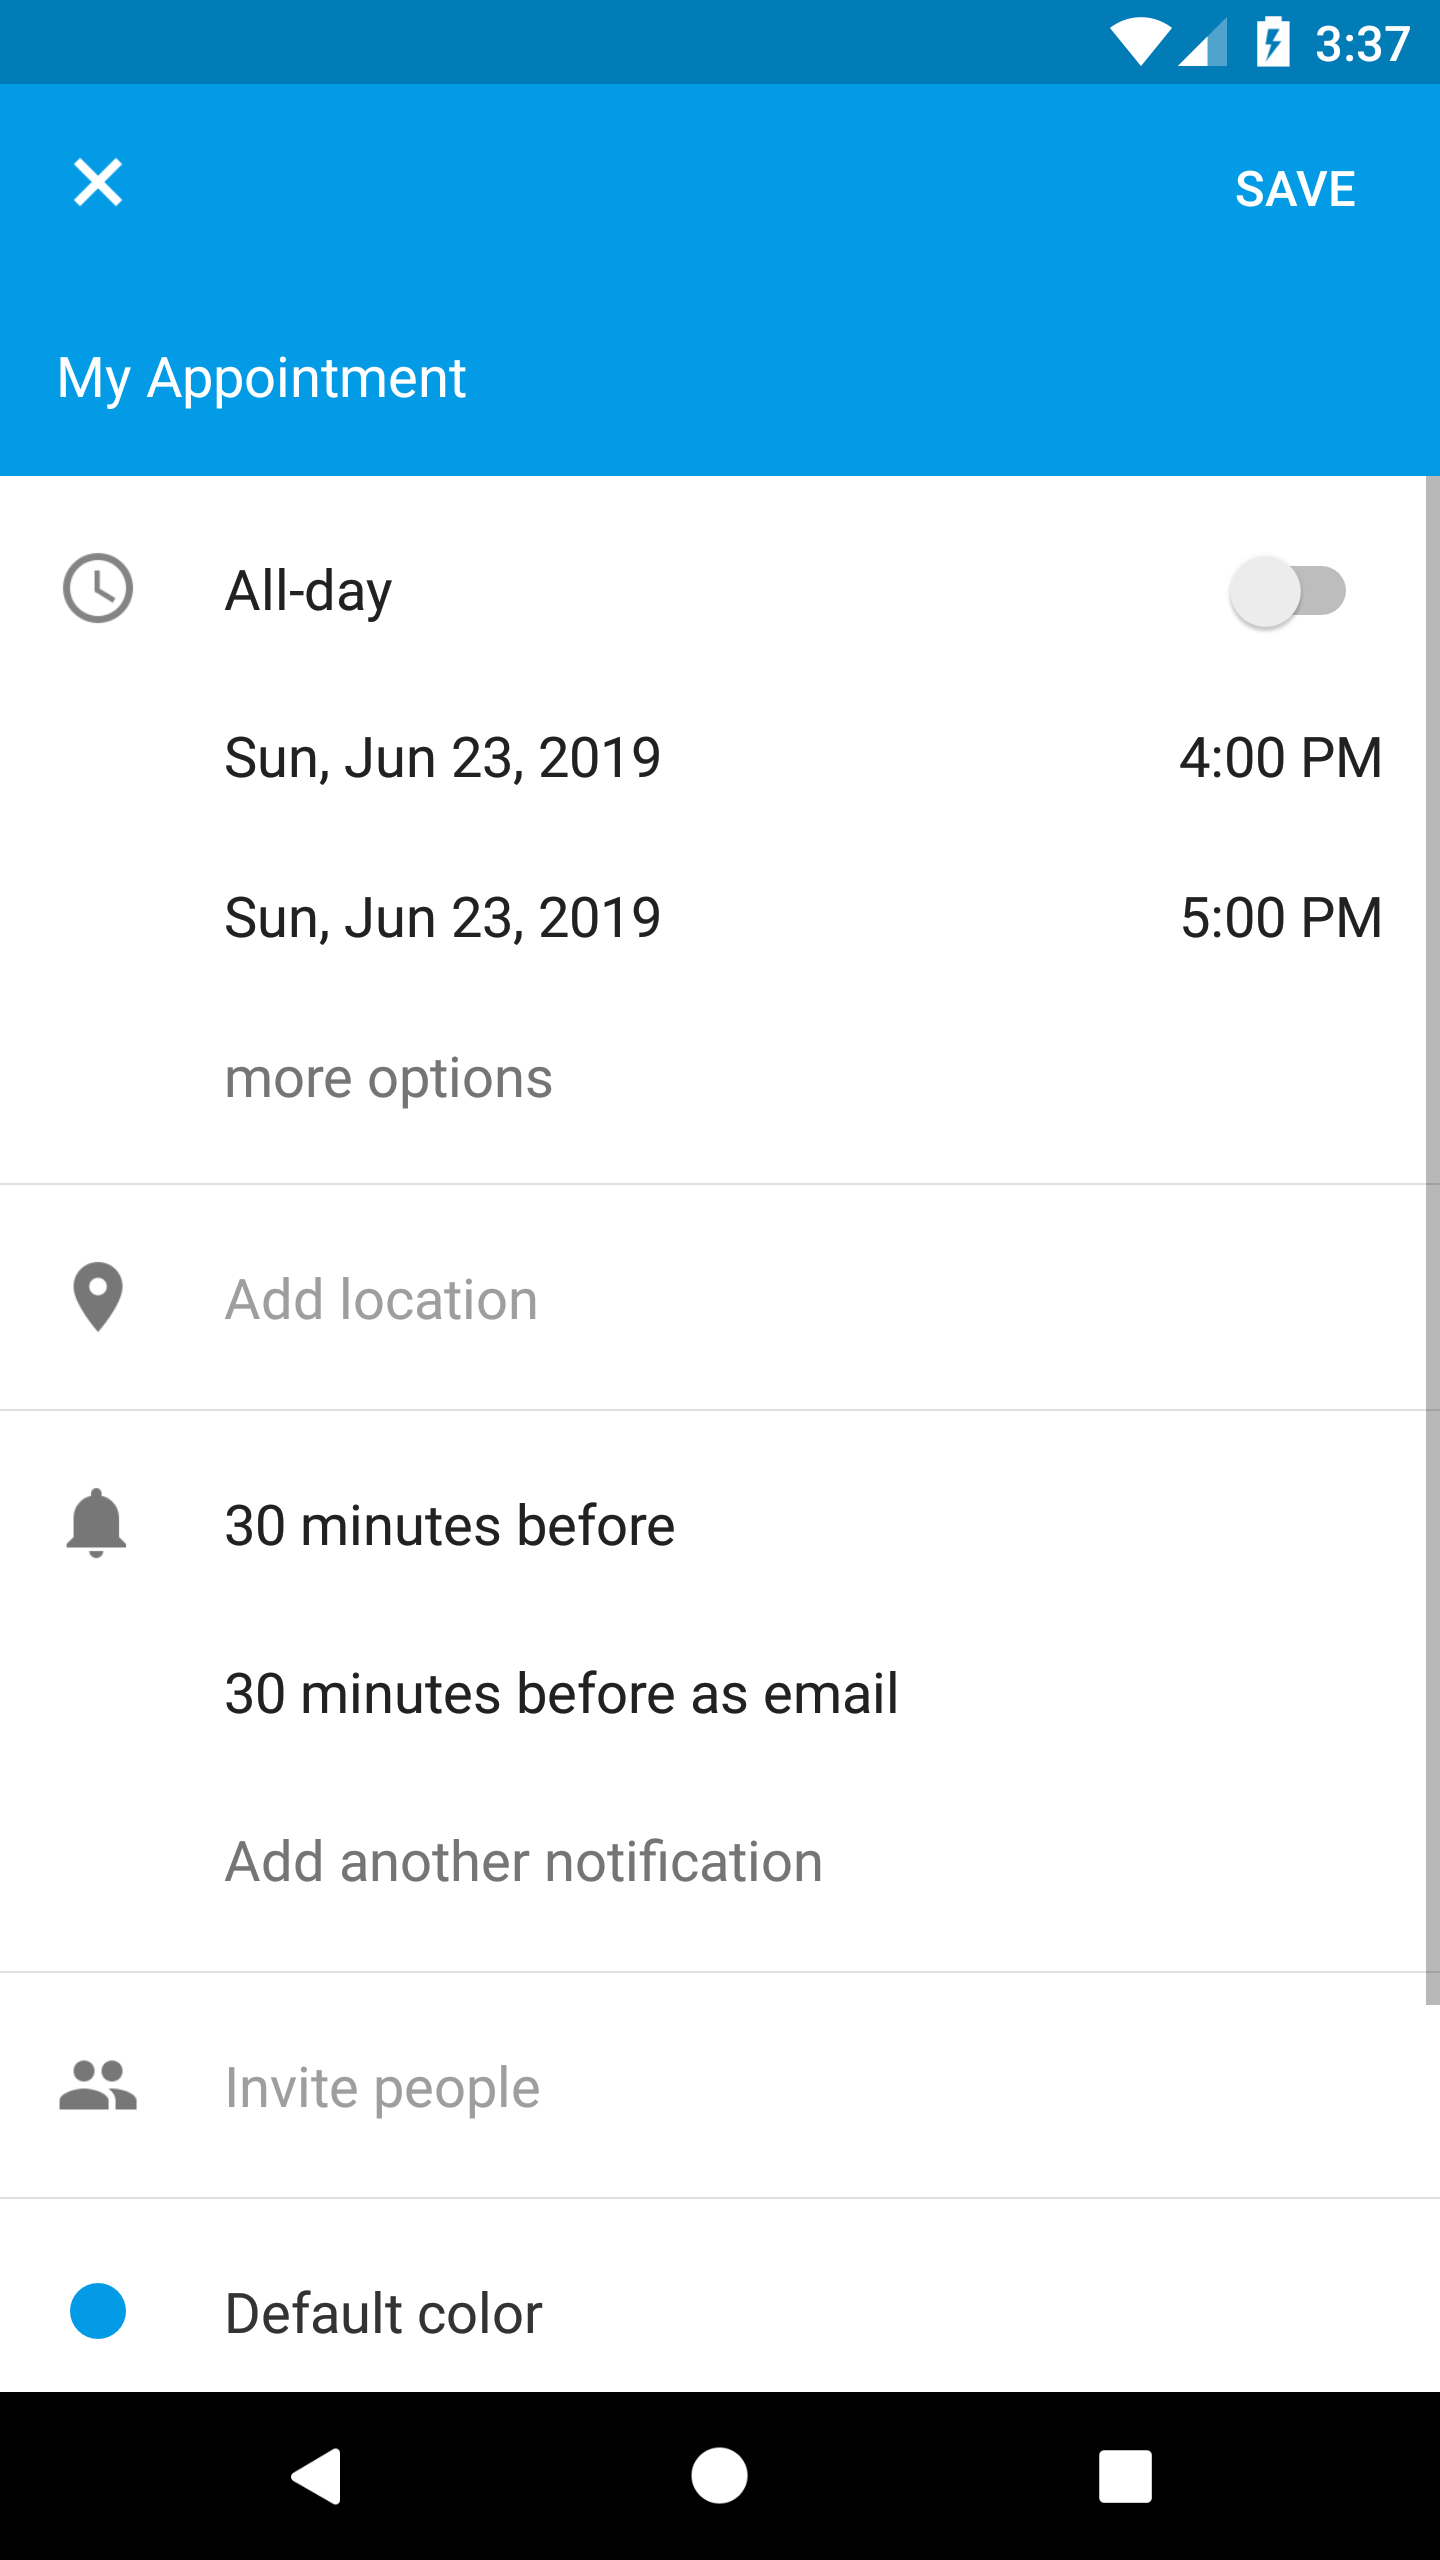 3:37
SAVE
My Appointment
All-day
Sun, Jun 23, 2019 4:00 PM
Sun, Jun 23, 2019 5:00 PM
more options
Add location
30 minutes before
30 minutes before as email
Add another notification
Invite people
Default color